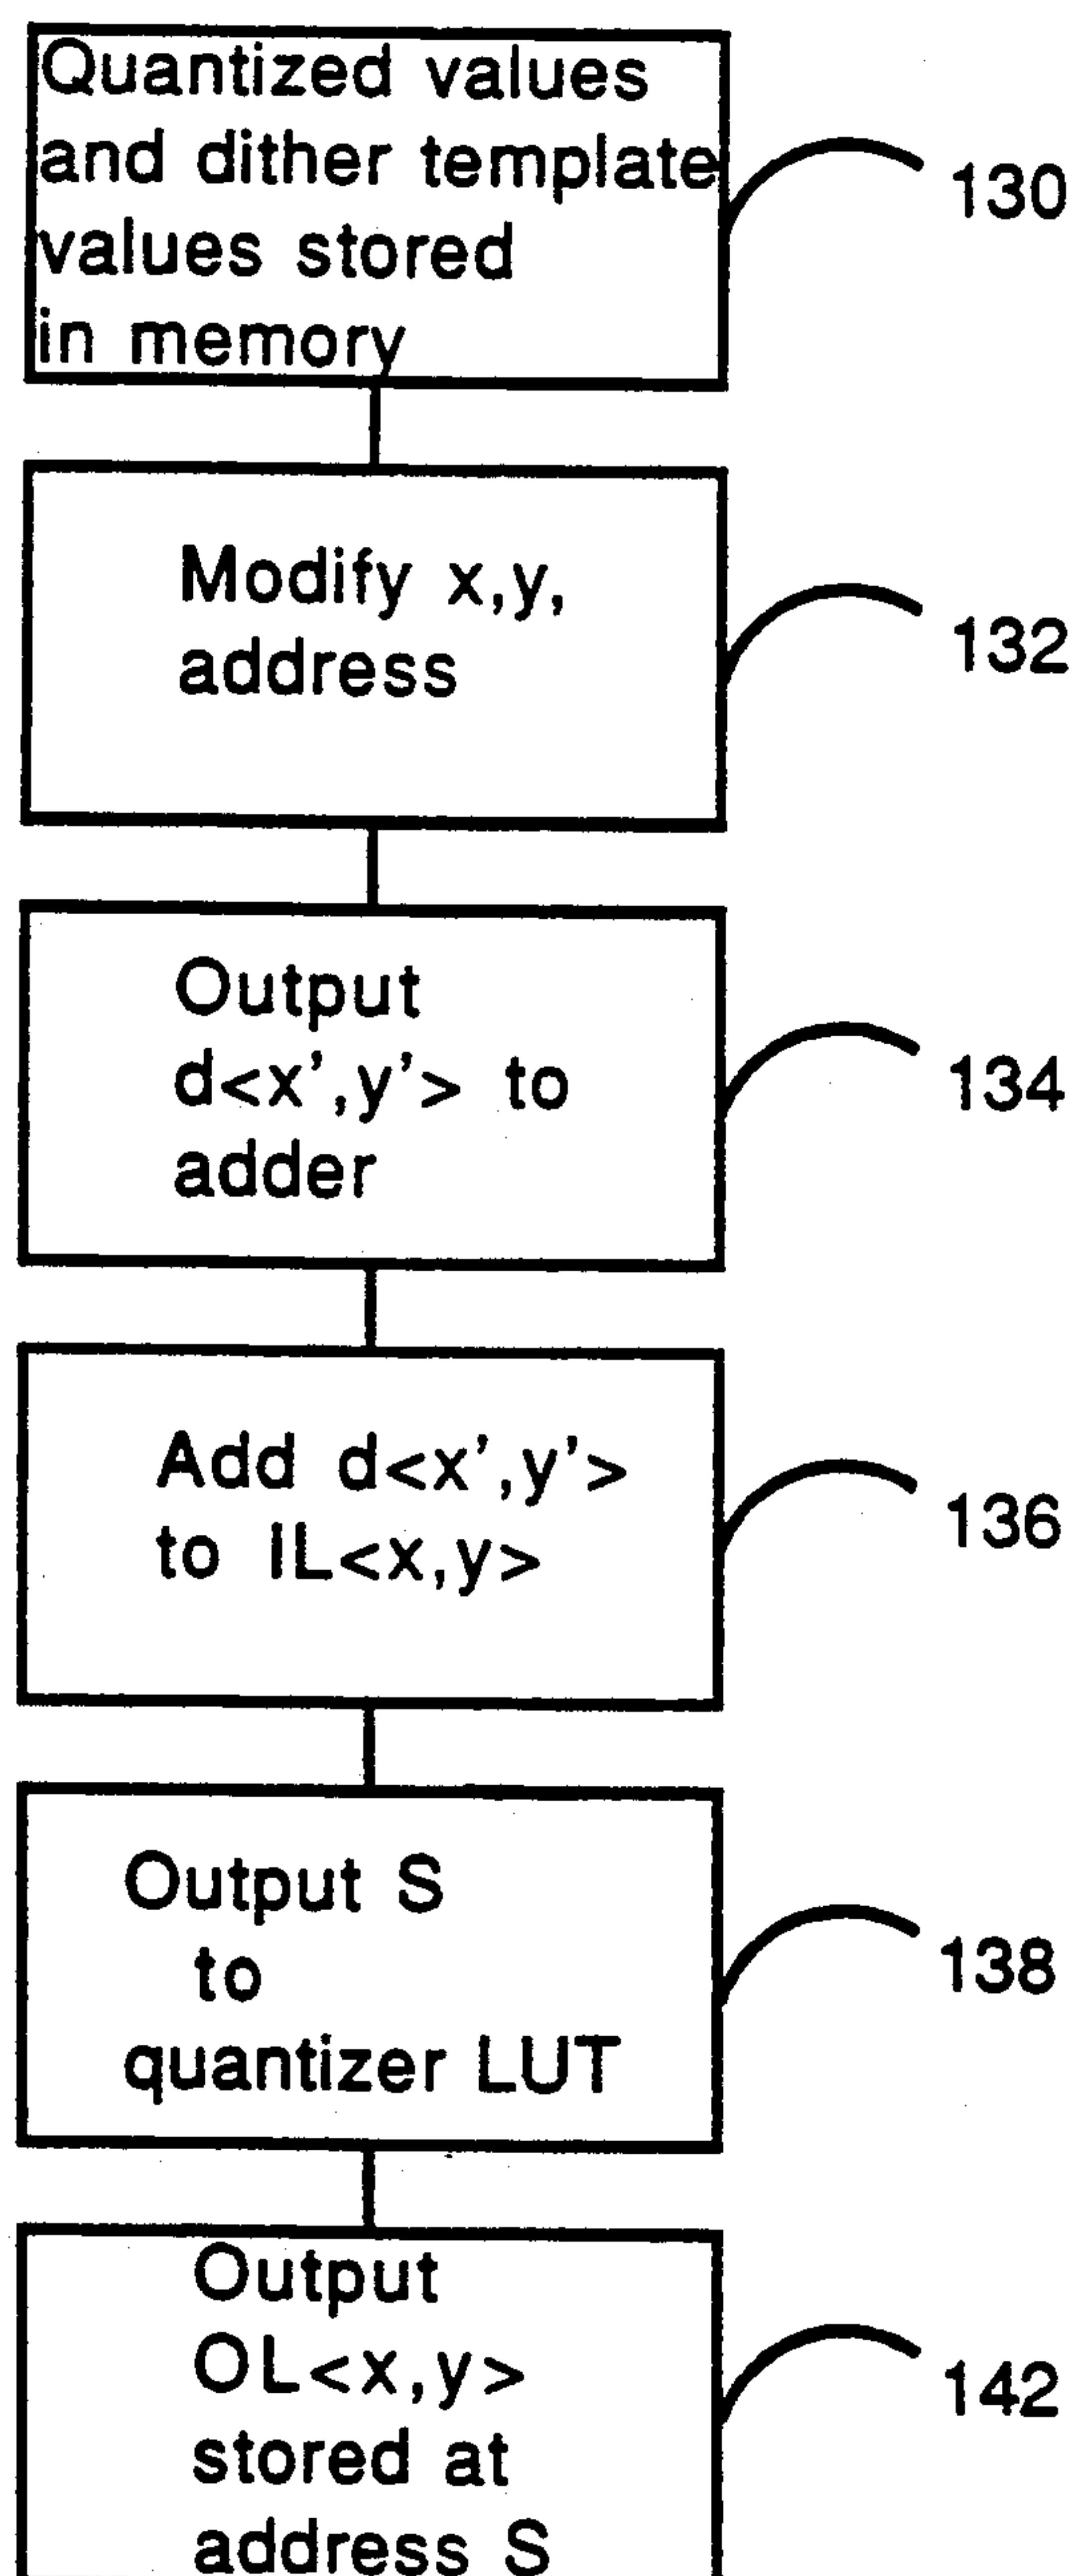 Quantized values
and dither template
values stored
in memory
130
Modify x,y,
address
132
Output
d<x',y'> to
adder
134
Add d<x',y'>
to IL<x,y>
136
Output S
to
quantizer LUT
138
Output
OL<x,y>
stored at
address S
142